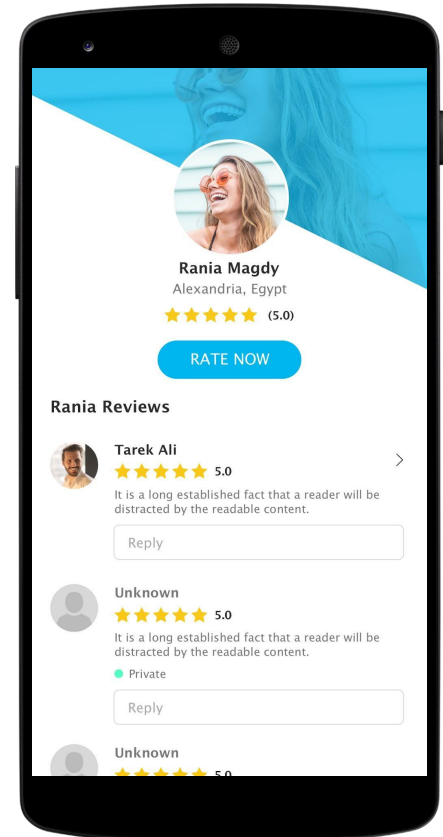 Rania Magdy
Alexandria, Egypt
(5.0)
RATE NOW
Rania Reviews
Tarek Ali
5.0
It is a long established fact that a reader will be
distracted by the readable content.
Reply
Unknown
5.0
It is a long established fact that a reader will be
distracted by the readable content.
Private
Reply
Unknown
5.0